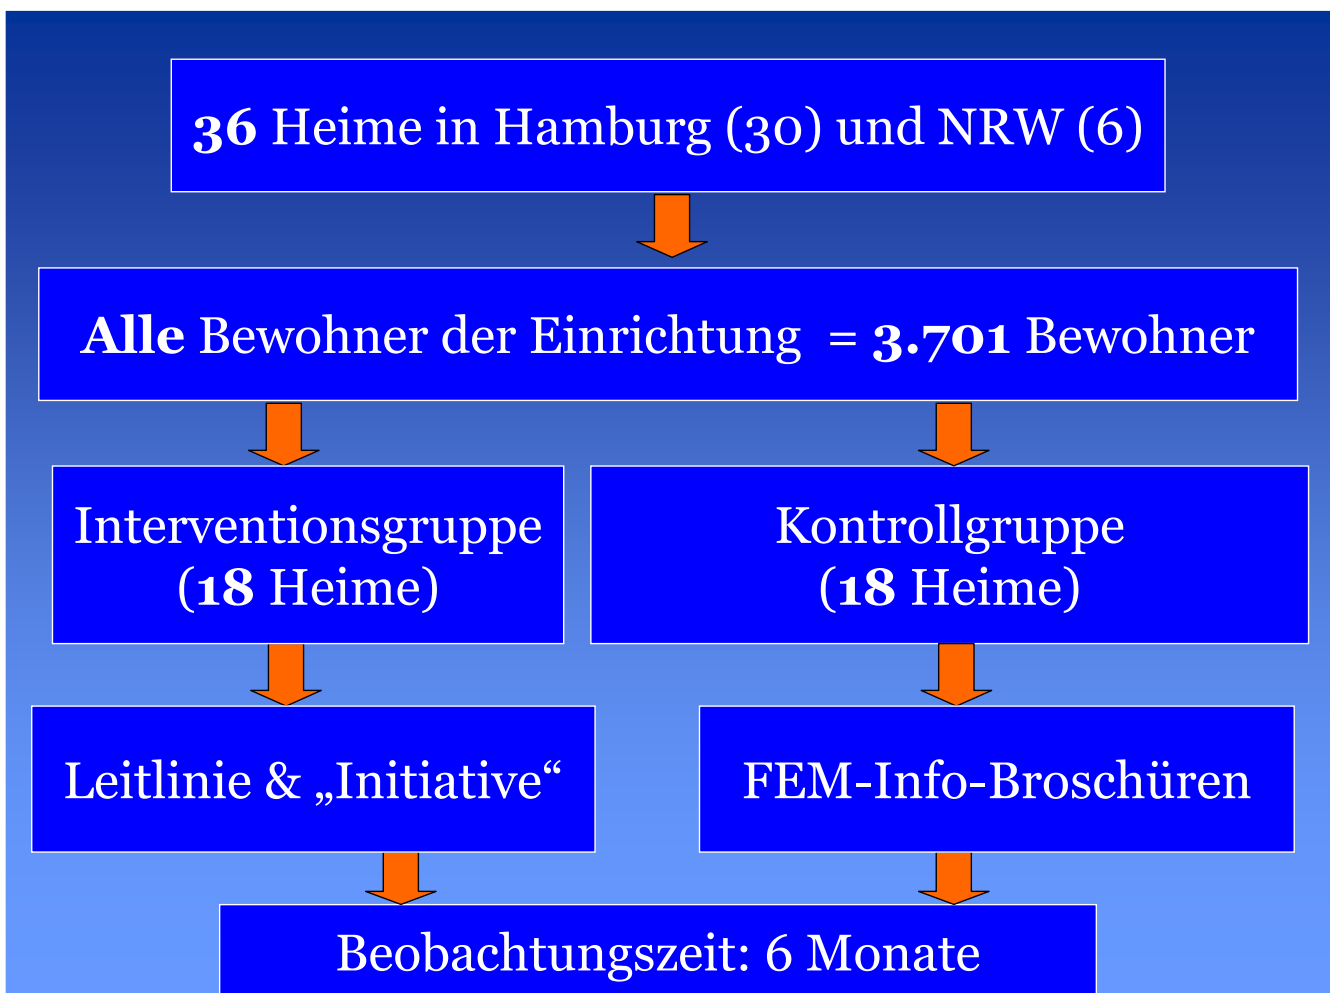 36 Heime in Hamburg (30) und NRW (6)
Alle Bewohner der Einrichtung = 3.701 Bewohner
Interventionsgruppe
(18 Heime)
Kontrollgruppe
(18 Heime)
Leitlinie & „Initiative“
FEM-Info-Broschüren
Beobachtungszeit: 6 Monate